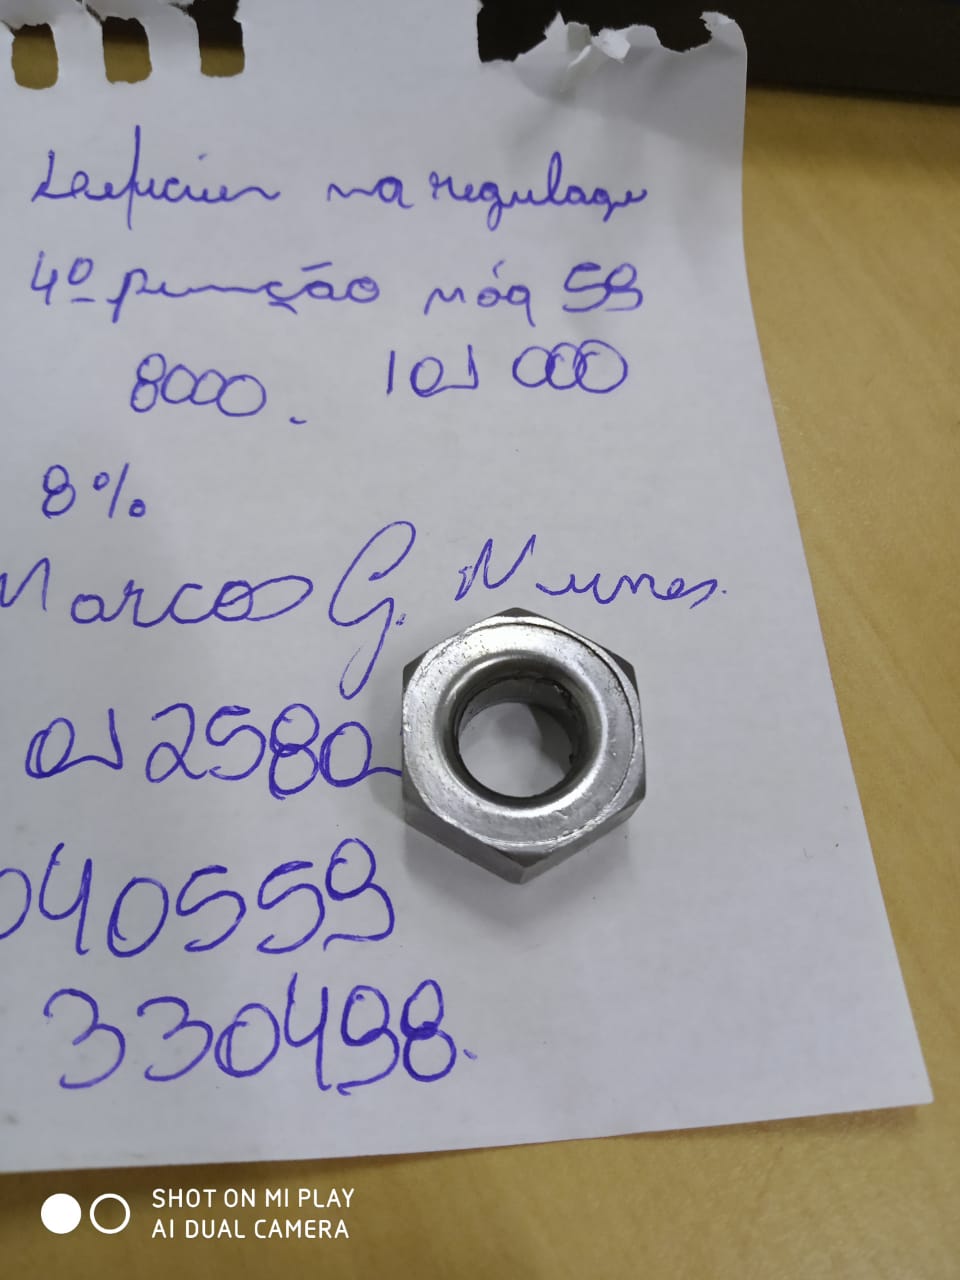 na regulage
4º punção máq 59
8000. 101 000
8%
Marcos G. Nunes.
012580
040559
330498.
SHOT ON MI PLAY
AI DUAL CAMERA